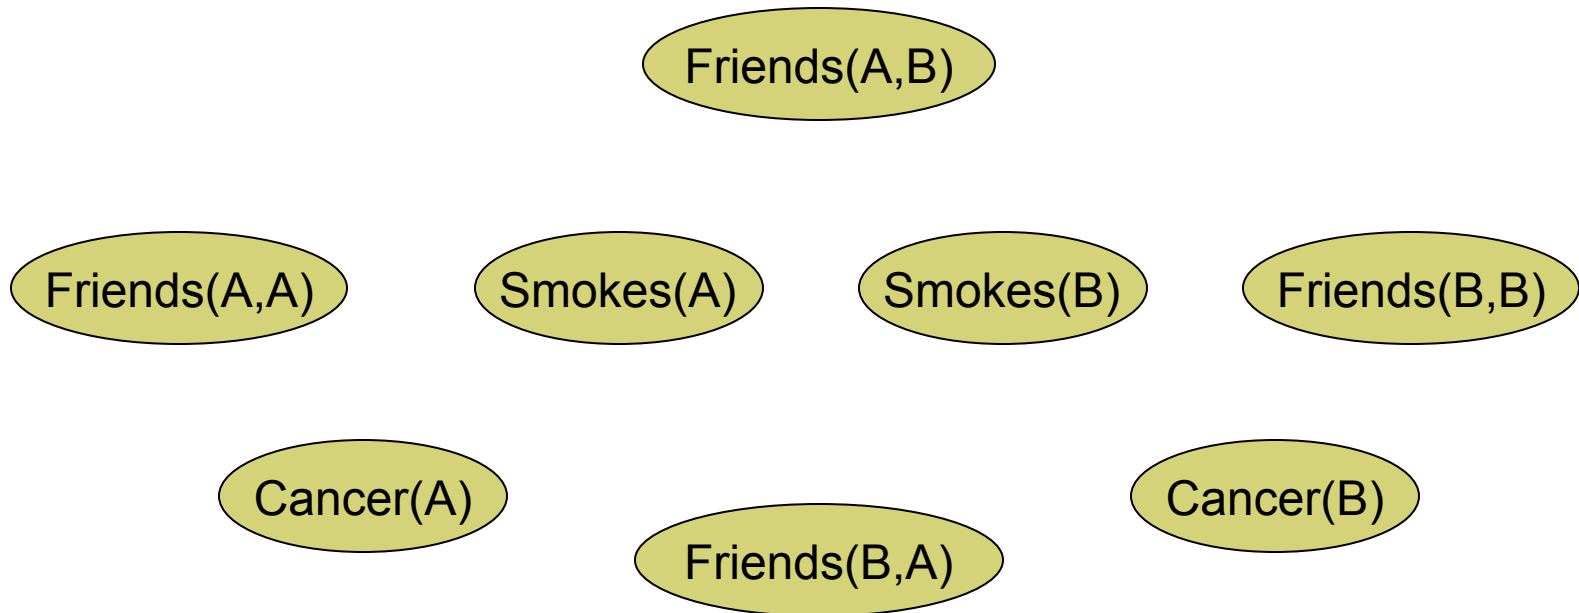 Friends(A,B)
Friends(A,A)
Smokes(A)
Smokes(B)
Friends(B,B)
Cancer(A)
Cancer(B)
Friends(B,A)